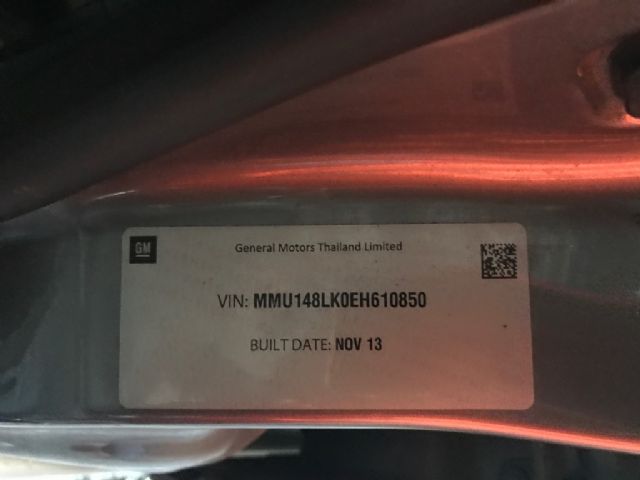 GM
General Motors Thailand Limited
VIN: MMU148LK0EH610850
BUILT DATE: NOV 13